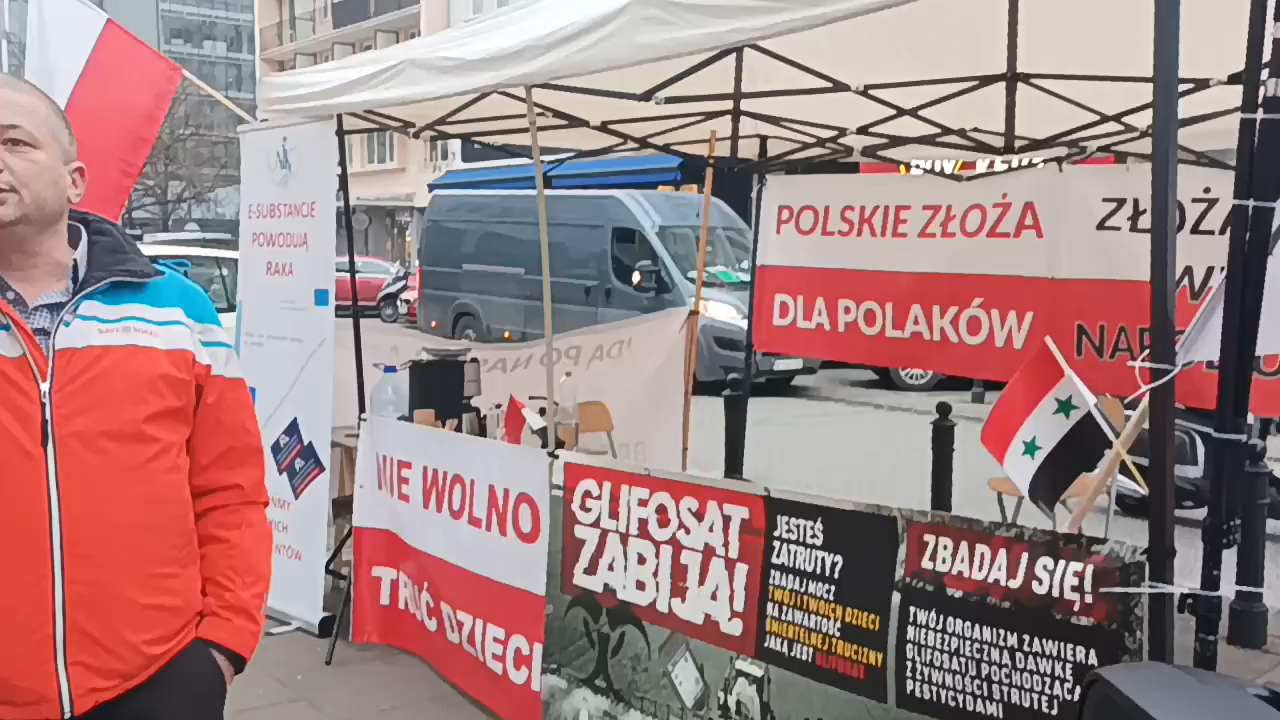 E-SUBSTANCJE
POWODUJĄ
RAKA
POLSKIE ZŁOŻA
DLA POLAKÓW
ZŁOŻA
NIE WOLNO
TRUĆ DZIECI
GLIFOSAT
ZABIJA!
JESTEŚ
ZATRUTY?
ZBADAJ MOCZ
TWÓJ I TWOICH DZIECI
NA ZAWARTOŚĆ
ŚMIERTELNEJ TRUCIZNY
JAKĄ JEST GLIFOSAT
ZBADAJ SIĘ!
TWÓJ ORGANIZM ZAWIERA
NIEBEZPIECZNĄ DAWKĘ
GLIFOSATU POCHODZĄCĄ
Z ŻYWNOŚCI STRUTEJ
PESTYCYDAMI